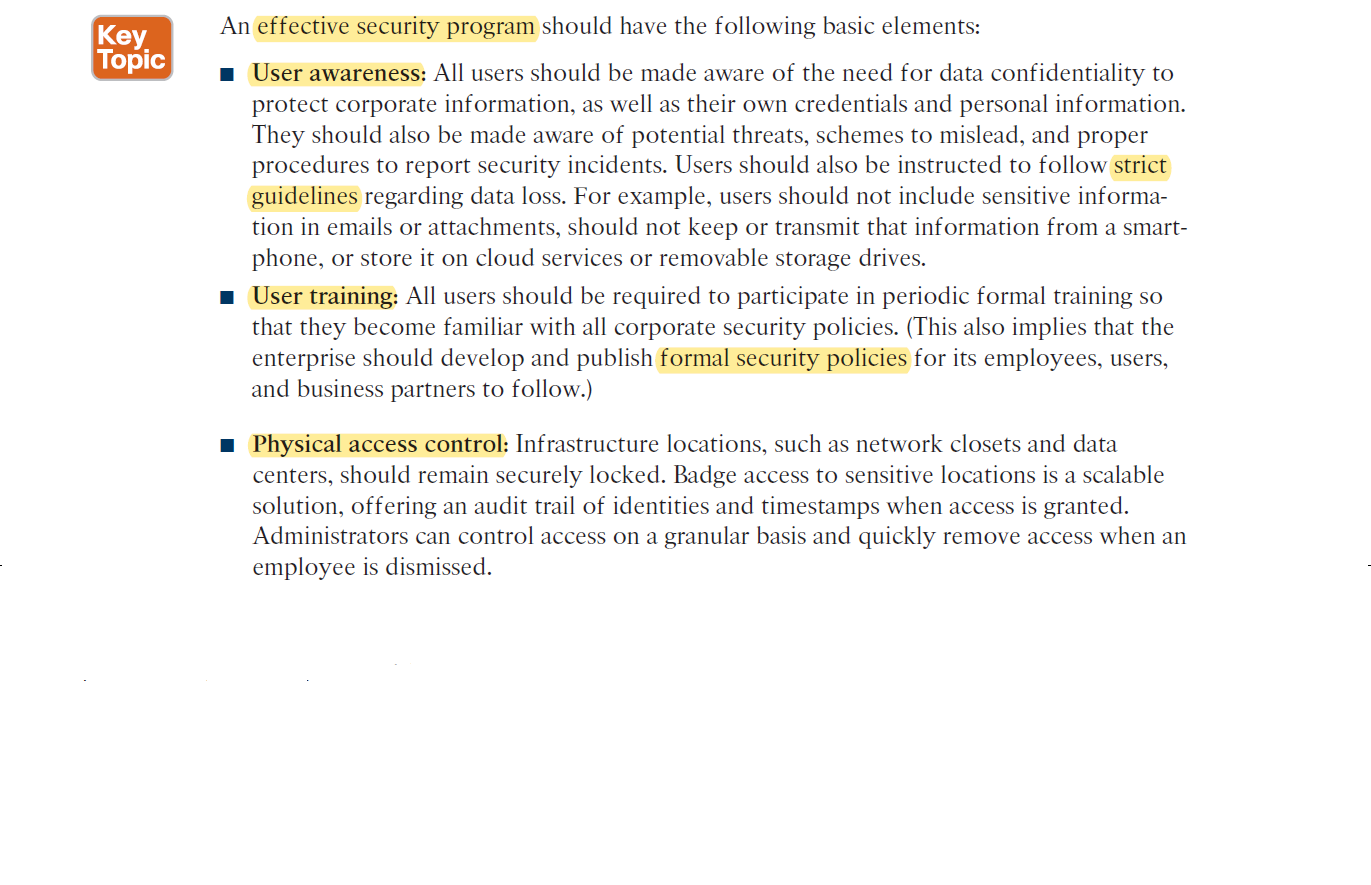 Key
Topic
An effective security program should have the following basic elements:
■ User awareness: All users should be made aware of the need for data confidentiality to
protect corporate information, as well as their own credentials and personal information.
They should also be made aware of potential threats, schemes to mislead, and proper
procedures to report security incidents. Users should also be instructed to follow strict
guidelines regarding data loss. For example, users should not include sensitive informa-
tion in emails or attachments, should not keep or transmit that information from a smart-
phone, or store it on cloud services or removable storage drives.
■ User training: All users should be required to participate in periodic formal training so
that they become familiar with all corporate security policies. (This also implies that the
enterprise should develop and publish formal security policies for its employees, users,
and business partners to follow.)
■ Physical access control: Infrastructure locations, such as network closets and data
centers, should remain securely locked. Badge access to sensitive locations is a scalable
solution, offering an audit trail of identities and timestamps when access is granted.
Administrators can control access on a granular basis and quickly remove access when an
employee is dismissed.